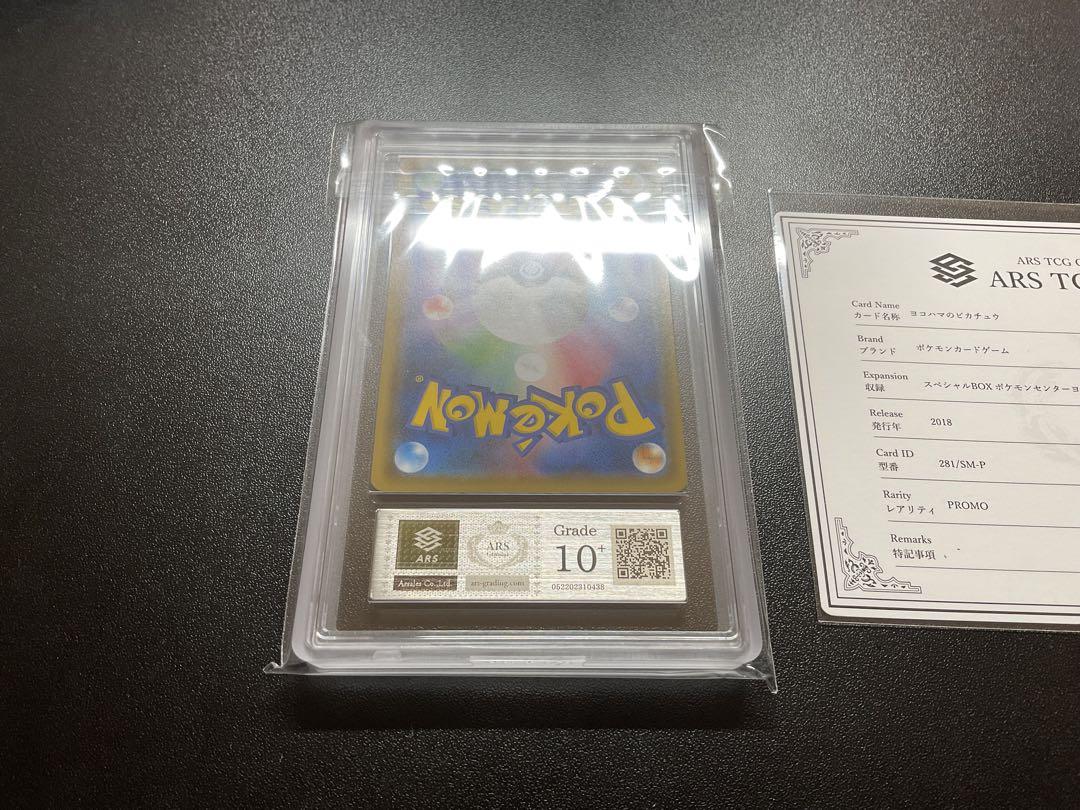 POKéMON
®
ARS
Arsales Co.,Ltd.
ARS
ars-grading.com
Grade
10+
052202310438
ARS TCG
ARS TC
Card Name
カード名称 ヨコハマのピカチュウ
Brand
ブランド ポケモンカードゲーム
Expansion
収録 スペシャルBOX ポケモンセンターヨ
Release
発行年 2018
Card ID
型番 281/SM-P
Rarity
レアリティ PROMO
Remarks
特記事項